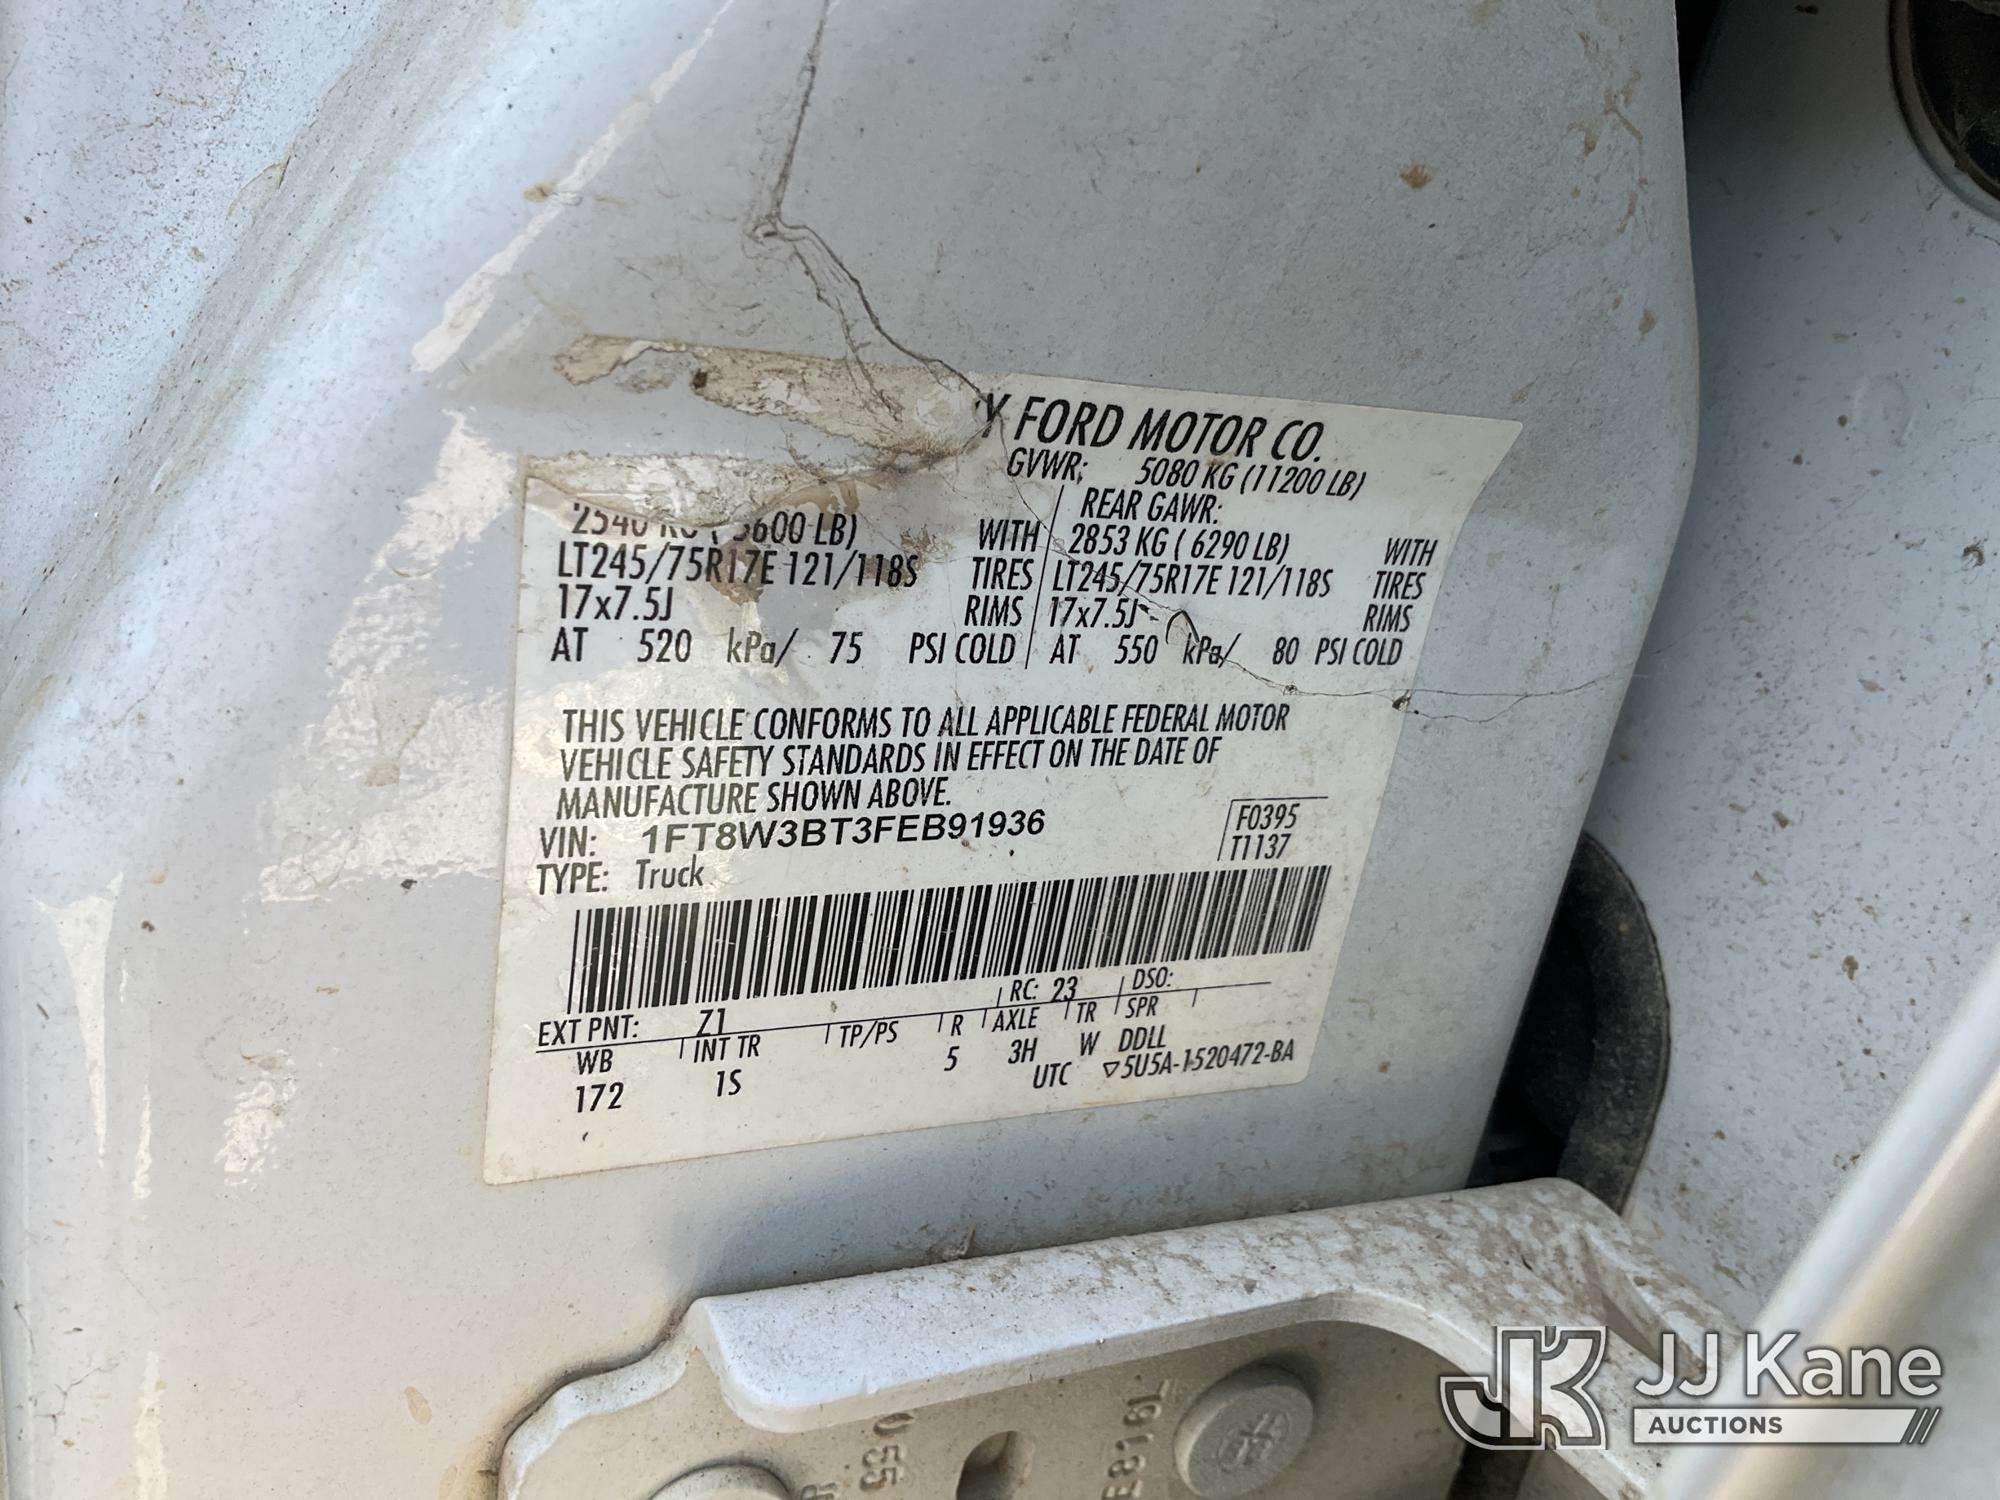 FORD MOTOR CO.
GVWR: 5080 KG (11200 LB)
REAR GAWR:
2540 KG ( 5600 LB) WITH 2853 KG ( 6290 LB) WITH
LT245/75R17E 121/118S TIRES LT245/75R17E 121/118S TIRES
17x7.5J RIMS 17x7.5J RIMS
AT 520 kPa/ 75 PSI COLD AT 550 kPa/ 80 PSI COLD
THIS VEHICLE CONFORMS TO ALL APPLICABLE FEDERAL MOTOR
VEHICLE SAFETY STANDARDS IN EFFECT ON THE DATE OF
MANUFACTURE SHOWN ABOVE.
VIN: 1FT8W3BT3FEB91936
F0395
T1137
TYPE: Truck
RC: 23 DSO:
EXT PNT: Z1
WB INT TR TP/PS R AXLE TR SPR
172 1S 5 3H W DDLL
UTC ▽5U5A-1520472-BA
JJ Kane
AUCTIONS